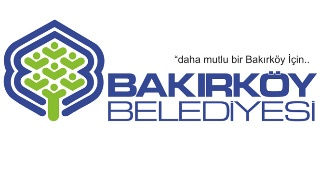 “daha mutlu bir Bakırköy İçin..
BAKIRKÖY
BELEDİYESİ